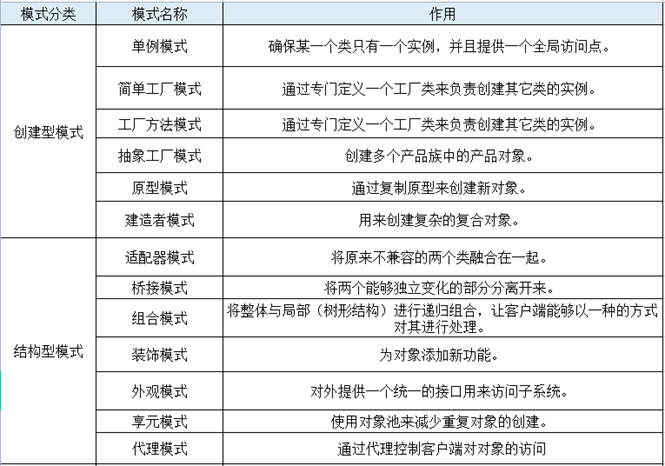 模式分类 模式名称 作用
创建型模式
单例模式 确保某一个类只有一个实例，并且提供一个全局访问点。
简单工厂模式 通过专门定义一个工厂类来负责创建其它类的实例。
工厂方法模式 通过专门定义一个工厂类来负责创建其它类的实例。
抽象工厂模式 创建多个产品族中的产品对象。
原型模式 通过复制原型来创建新对象。
建造者模式 用来创建复杂的复合对象。
结构型模式
适配器模式 将原来不兼容的两个类融合在一起。
桥接模式 将两个能够独立变化的部分分离开来。
组合模式 将整体与局部（树形结构）进行递归组合，让客户端能够以一种的方式
对其进行处理。
装饰模式 为对象添加新功能。
外观模式 对外提供一个统一的接口用来访问子系统。
享元模式 使用对象池来减少重复对象的创建。
代理模式 通过代理控制客户端对对象的访问